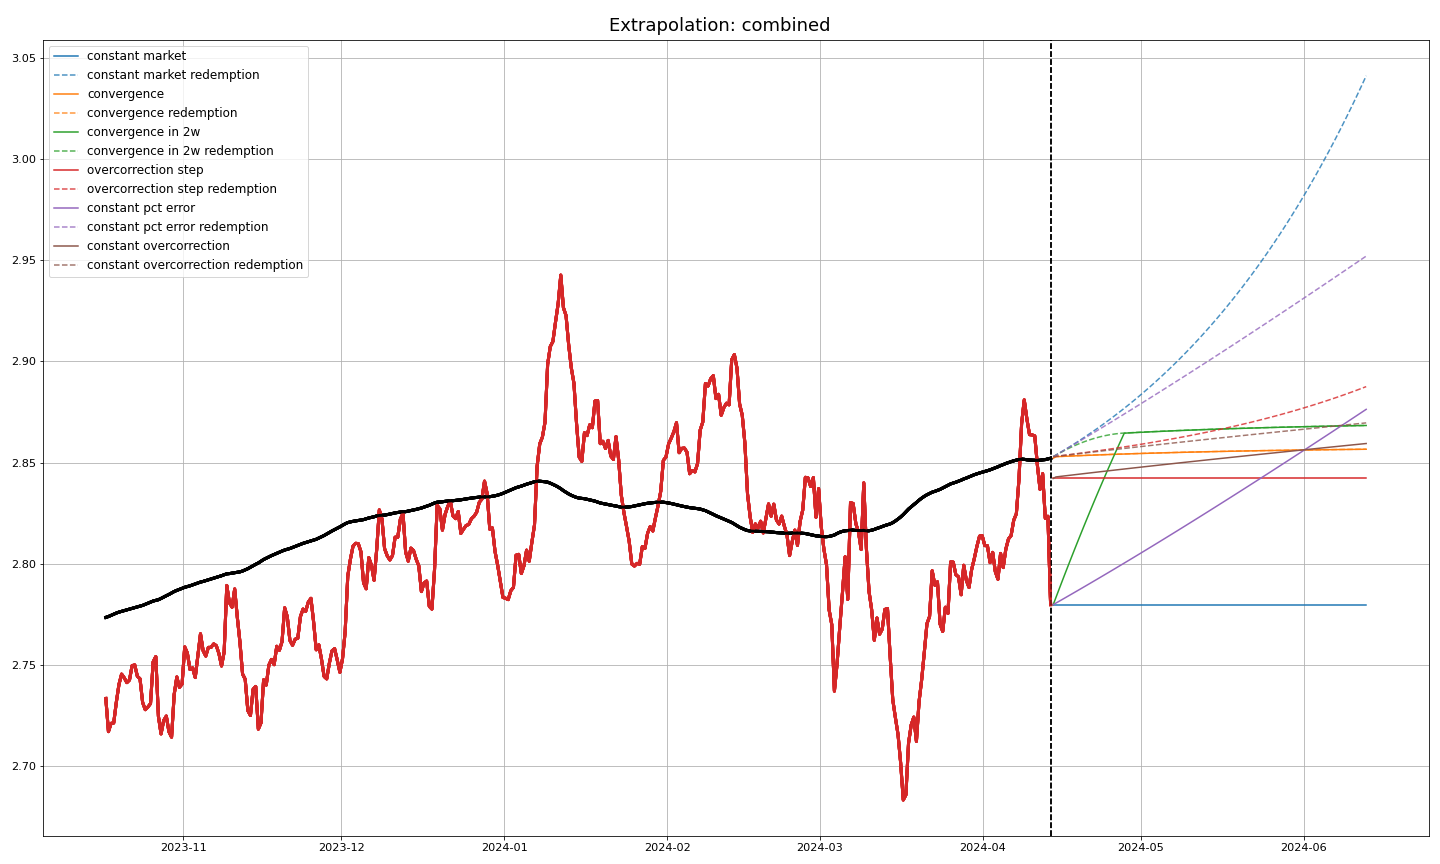 Extrapolation: combined
constant market
constant market redemption
convergence
convergence redemption
convergence in 2w
convergence in 2w redemption
overcorrection step
overcorrection step redemption
constant pct error
constant pct error redemption
constant overcorrection
constant overcorrection redemption
3.05
3.00
2.95
2.90
2.85
2.80
2.75
2.70
2023-11
2023-12
2024-01
2024-02
2024-03
2024-04
2024-05
2024-06